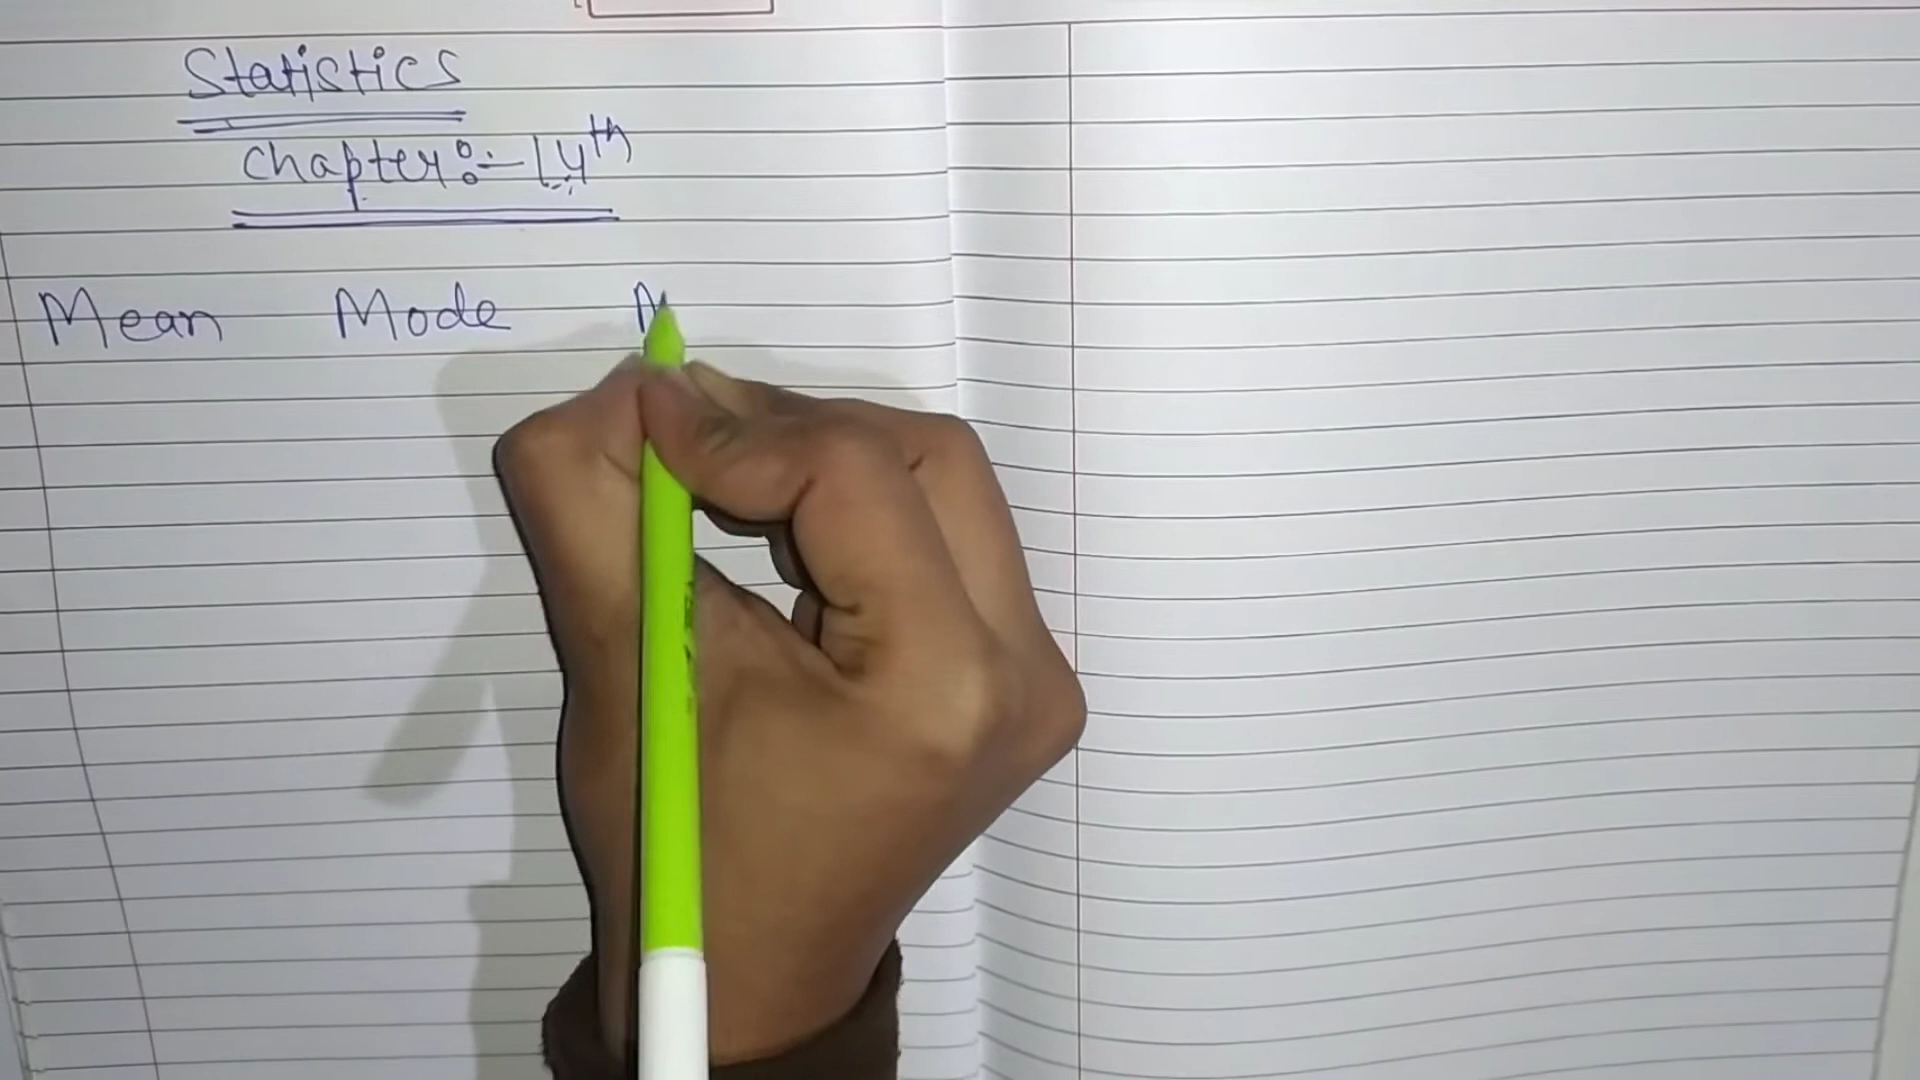 Statistics
Chapter :- 14th
Mean Mode